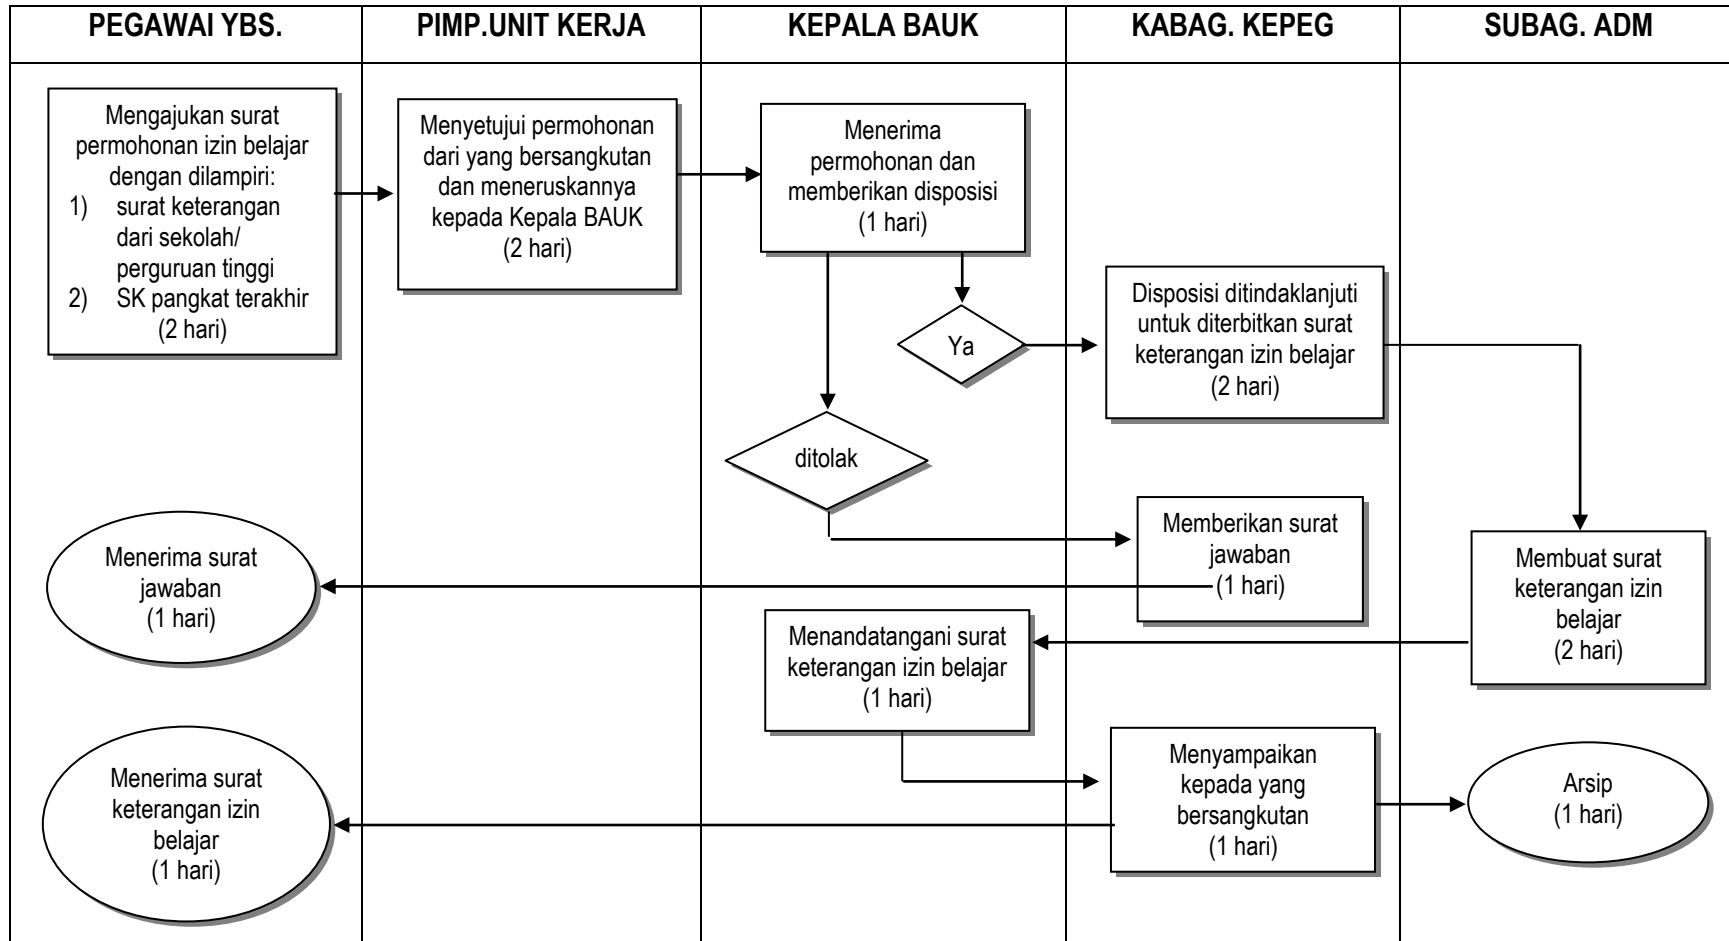 PEGAWAI YBS.
PIMP.UNIT KERJA
KEPALA BAUK
KABAG. KEPEG
SUBAG. ADM
Mengajukan surat
permohonan izin belajar
dengan dilampiri:
1) surat keterangan
dari sekolah/
perguruan tinggi
2) SK pangkat terakhir
(2 hari)
Menyetujui permohonan
dari yang bersangkutan
dan meneruskannya
kepada Kepala BAUK
(2 hari)
Menerima
permohonan dan
memberikan disposisi
(1 hari)
Ya
Disposisi ditindaklanjuti
untuk diterbitkan surat
keterangan izin belajar
(2 hari)
ditolak
Memberikan surat
jawaban
(1 hari)
Menerima surat
jawaban
(1 hari)
Membuat surat
keterangan izin
belajar
(2 hari)
Menandatangani surat
keterangan izin belajar
(1 hari)
Menyampaikan
kepada yang
bersangkutan
(1 hari)
Arsip
(1 hari)
Menerima surat
keterangan izin
belajar
(1 hari)